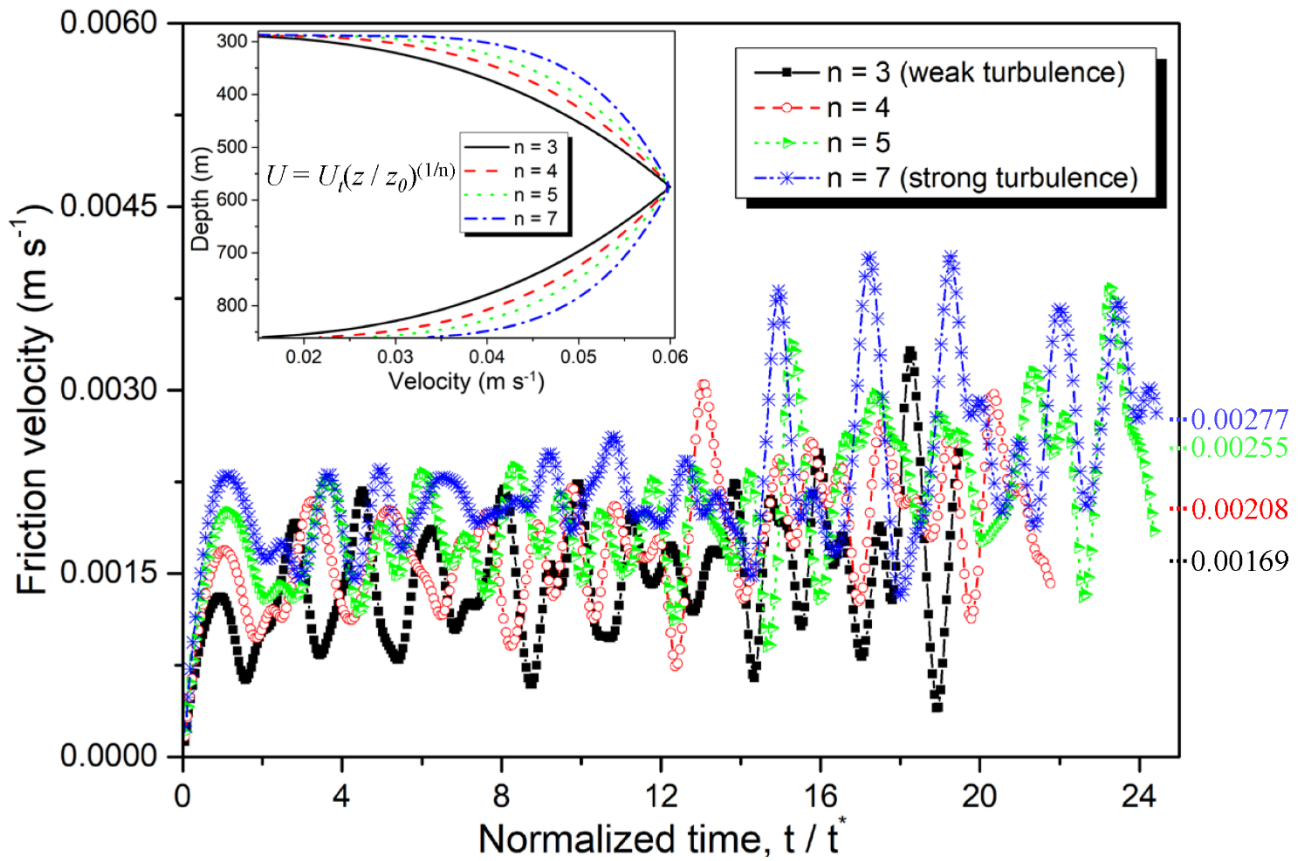 0.0060
0.0045
0.0030
0.0015
0.0000
Friction velocity (m s⁻¹)
0
4
8
12
16
20
24
Normalized time, t / t*
n = 3 (weak turbulence)
n = 4
n = 5
n = 7 (strong turbulence)
300
400
500
600
700
800
Depth (m)
U = Uₜ(z / z₀)^(1/n)
n = 3
n = 4
n = 5
n = 7
0.02
0.03
0.04
0.05
0.06
Velocity (m s⁻¹)
0.00277
0.00255
0.00208
0.00169